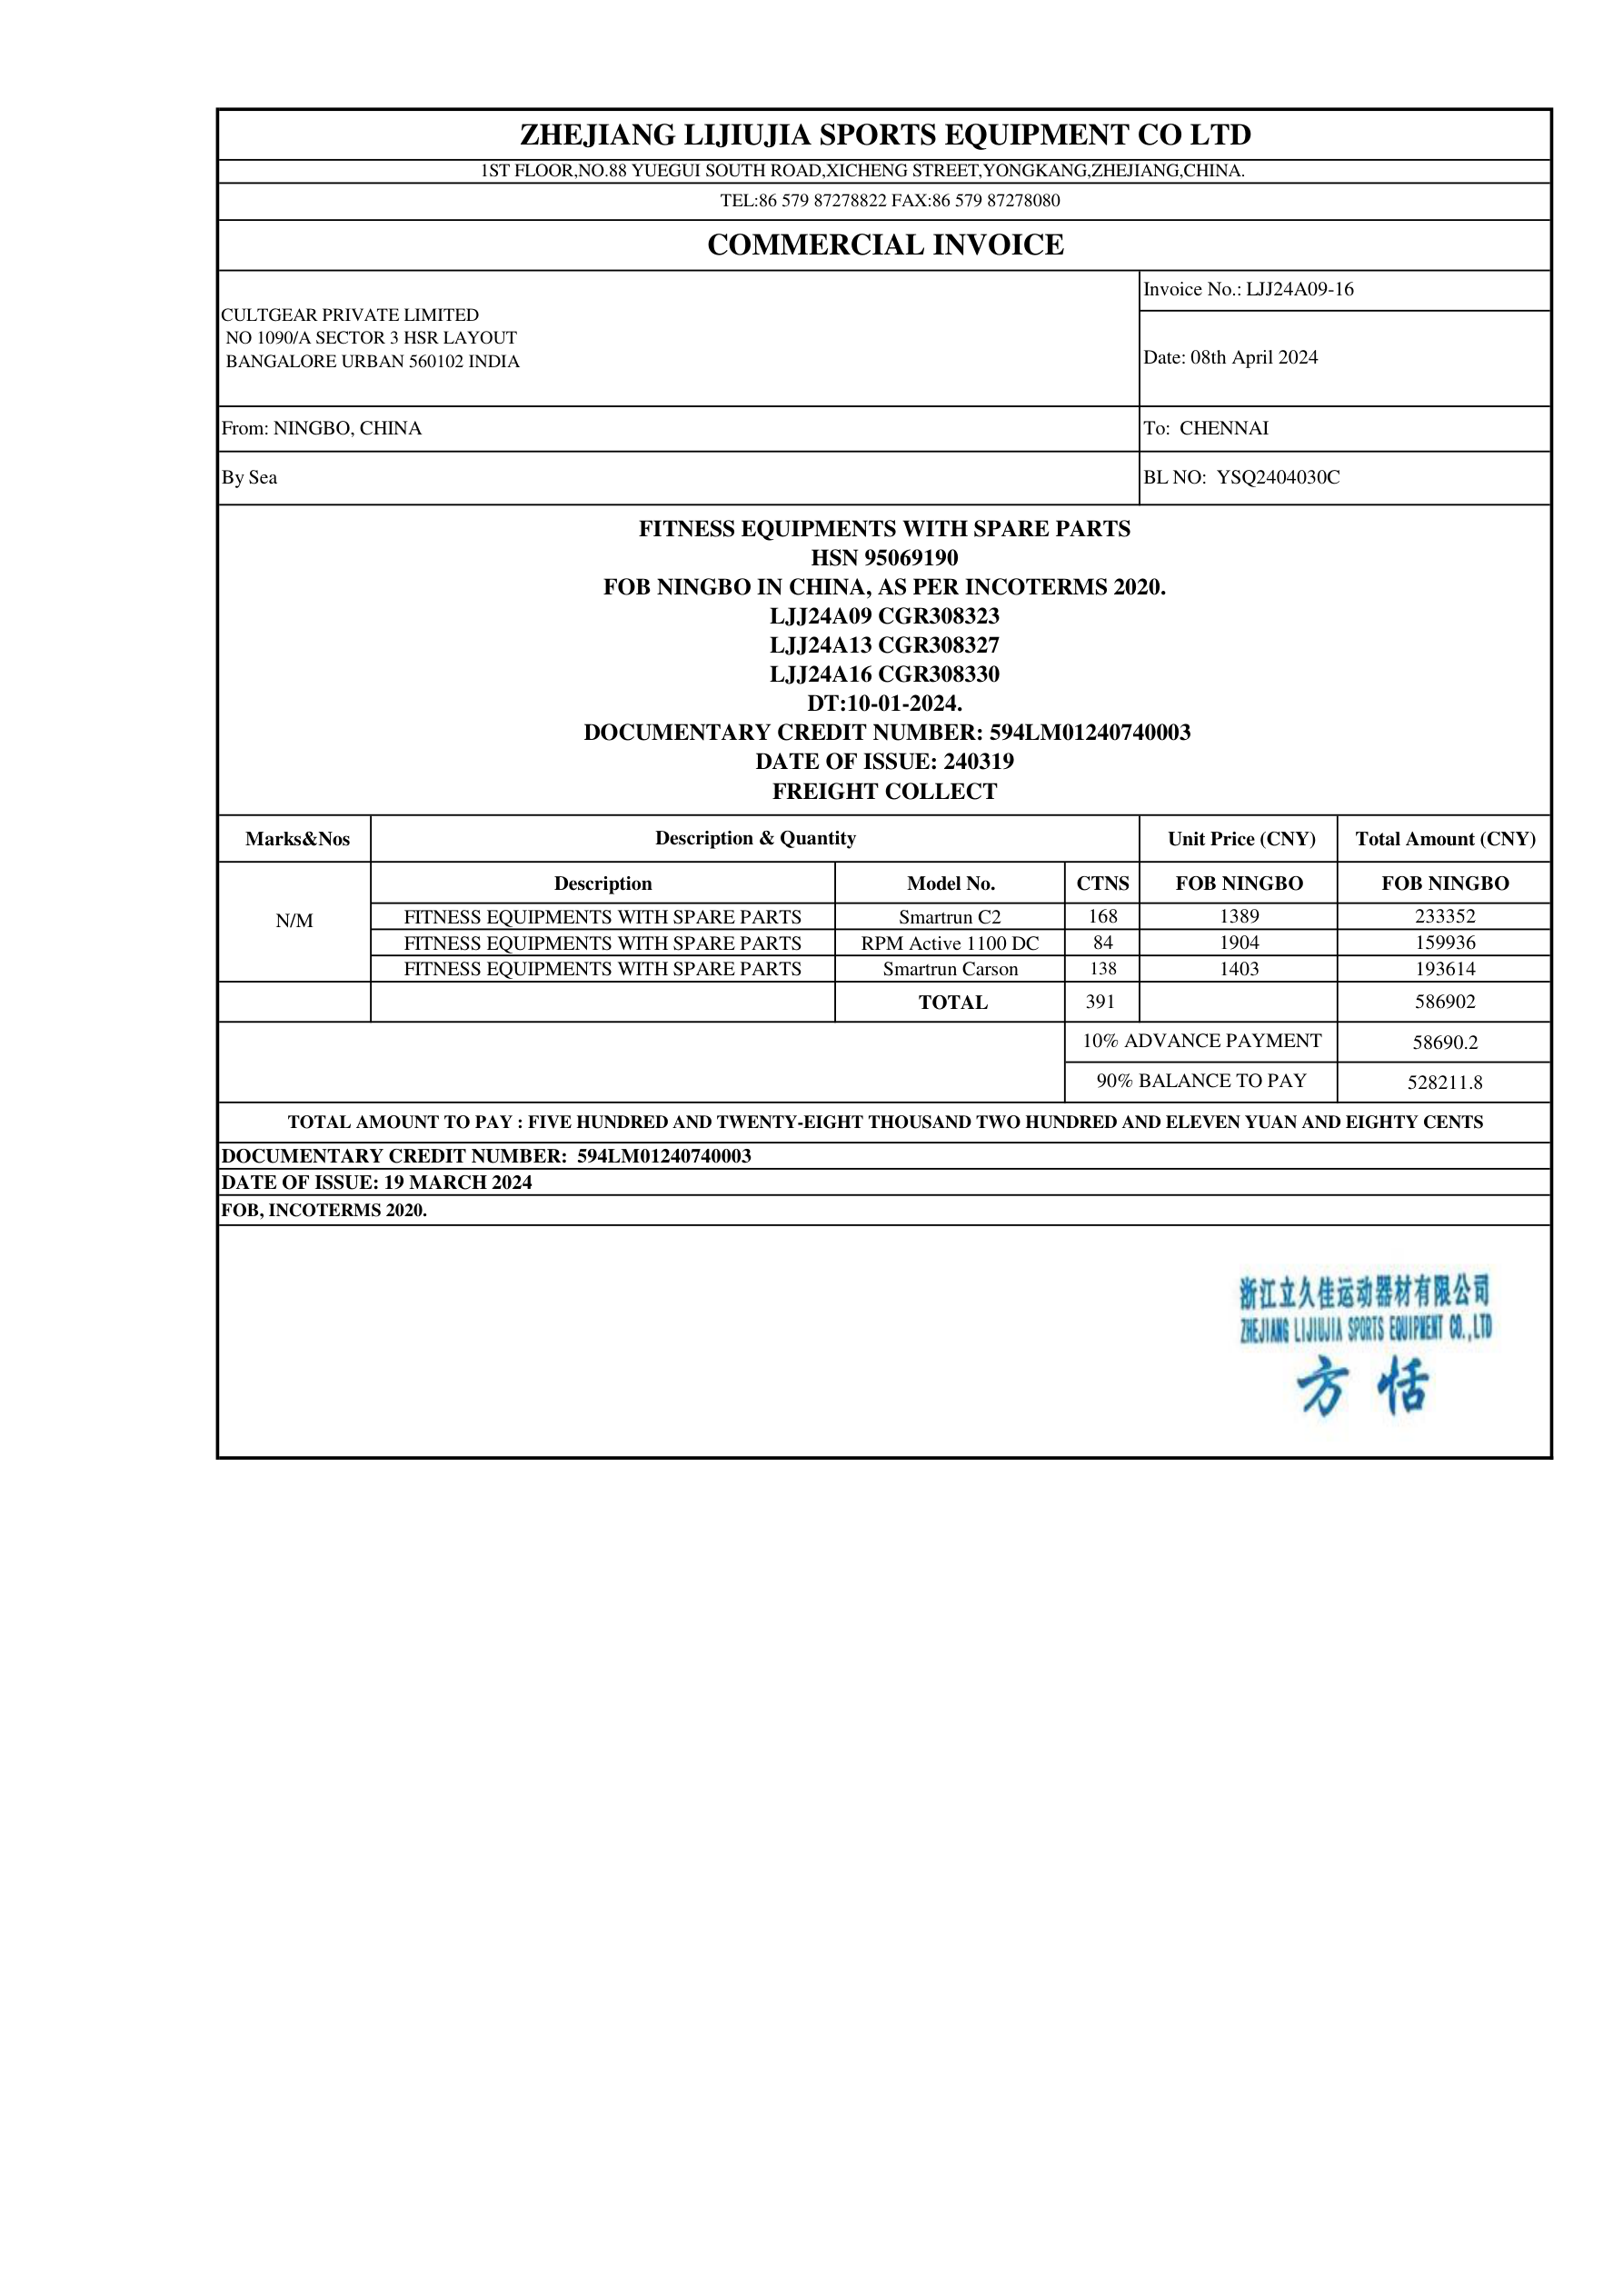 ZHEJIANG LIJIUJIA SPORTS EQUIPMENT CO LTD
1ST FLOOR,NO.88 YUEGUI SOUTH ROAD,XICHENG STREET,YONGKANG,ZHEJIANG,CHINA.
TEL:86 579 87278822 FAX:86 579 87278080
COMMERCIAL INVOICE
CULTGEAR PRIVATE LIMITED
NO 1090/A SECTOR 3 HSR LAYOUT
BANGALORE URBAN 560102 INDIA
Invoice No.: LJJ24A09-16
Date: 08th April 2024
From: NINGBO, CHINA
To: CHENNAI
By Sea
BL NO: YSQ2404030C
FITNESS EQUIPMENTS WITH SPARE PARTS
HSN 95069190
FOB NINGBO IN CHINA, AS PER INCOTERMS 2020.
LJJ24A09 CGR308323
LJJ24A13 CGR308327
LJJ24A16 CGR308330
DT:10-01-2024.
DOCUMENTARY CREDIT NUMBER: 594LM01240740003
DATE OF ISSUE: 240319
FREIGHT COLLECT
Marks&Nos Description & Quantity Unit Price (CNY) Total Amount (CNY)
Description Model No. CTNS FOB NINGBO FOB NINGBO
N/M
FITNESS EQUIPMENTS WITH SPARE PARTS Smartrun C2 168 1389 233352
FITNESS EQUIPMENTS WITH SPARE PARTS RPM Active 1100 DC 84 1904 159936
FITNESS EQUIPMENTS WITH SPARE PARTS Smartrun Carson 138 1403 193614
TOTAL 391 586902
10% ADVANCE PAYMENT 58690.2
90% BALANCE TO PAY 528211.8
TOTAL AMOUNT TO PAY : FIVE HUNDRED AND TWENTY-EIGHT THOUSAND TWO HUNDRED AND ELEVEN YUAN AND EIGHTY CENTS
DOCUMENTARY CREDIT NUMBER: 594LM01240740003
DATE OF ISSUE: 19 MARCH 2024
FOB, INCOTERMS 2020.
浙江立久佳运动器材有限公司
ZHEJIANG LIJIUJIA SPORTS EQUIPMENT CO.,LTD
方恬